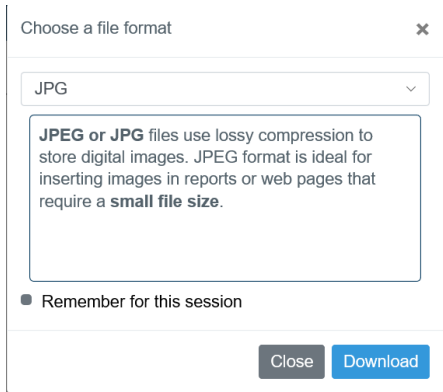 Choose a file format
×
JPG
JPEG or JPG files use lossy compression to
store digital images. JPEG format is ideal for
inserting images in reports or web pages that
require a small file size.
Remember for this session
Close Download